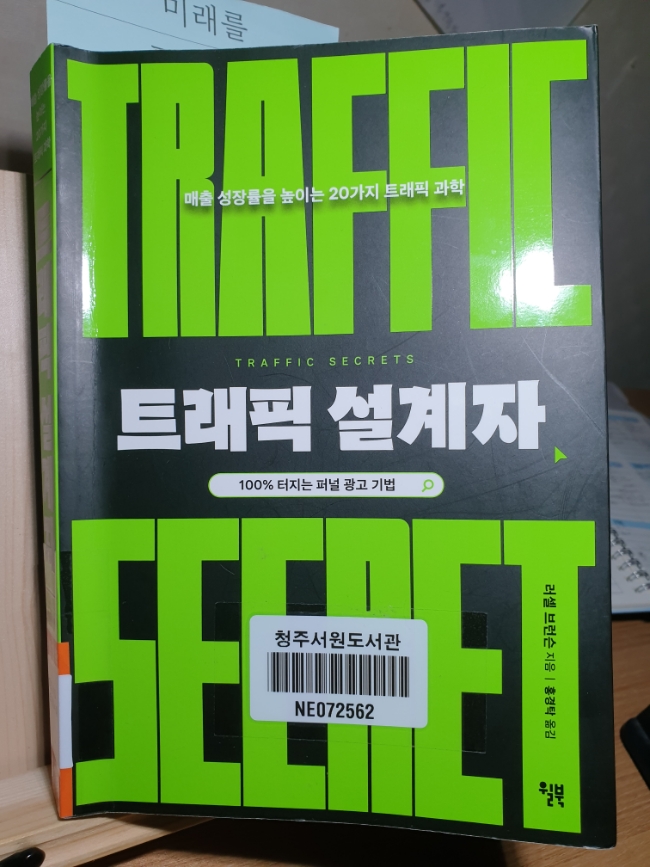 미래를
TRAFFIC
매출 성장률을 높이는 20가지 트래픽 과학
TRAFFIC SECRETS
트래픽 설계자
100% 터지는 퍼널 광고 기법
SECRET
러셀 브런슨 지음 | 홍경탁 옮김
청주서원도서관
NE072562
윌북